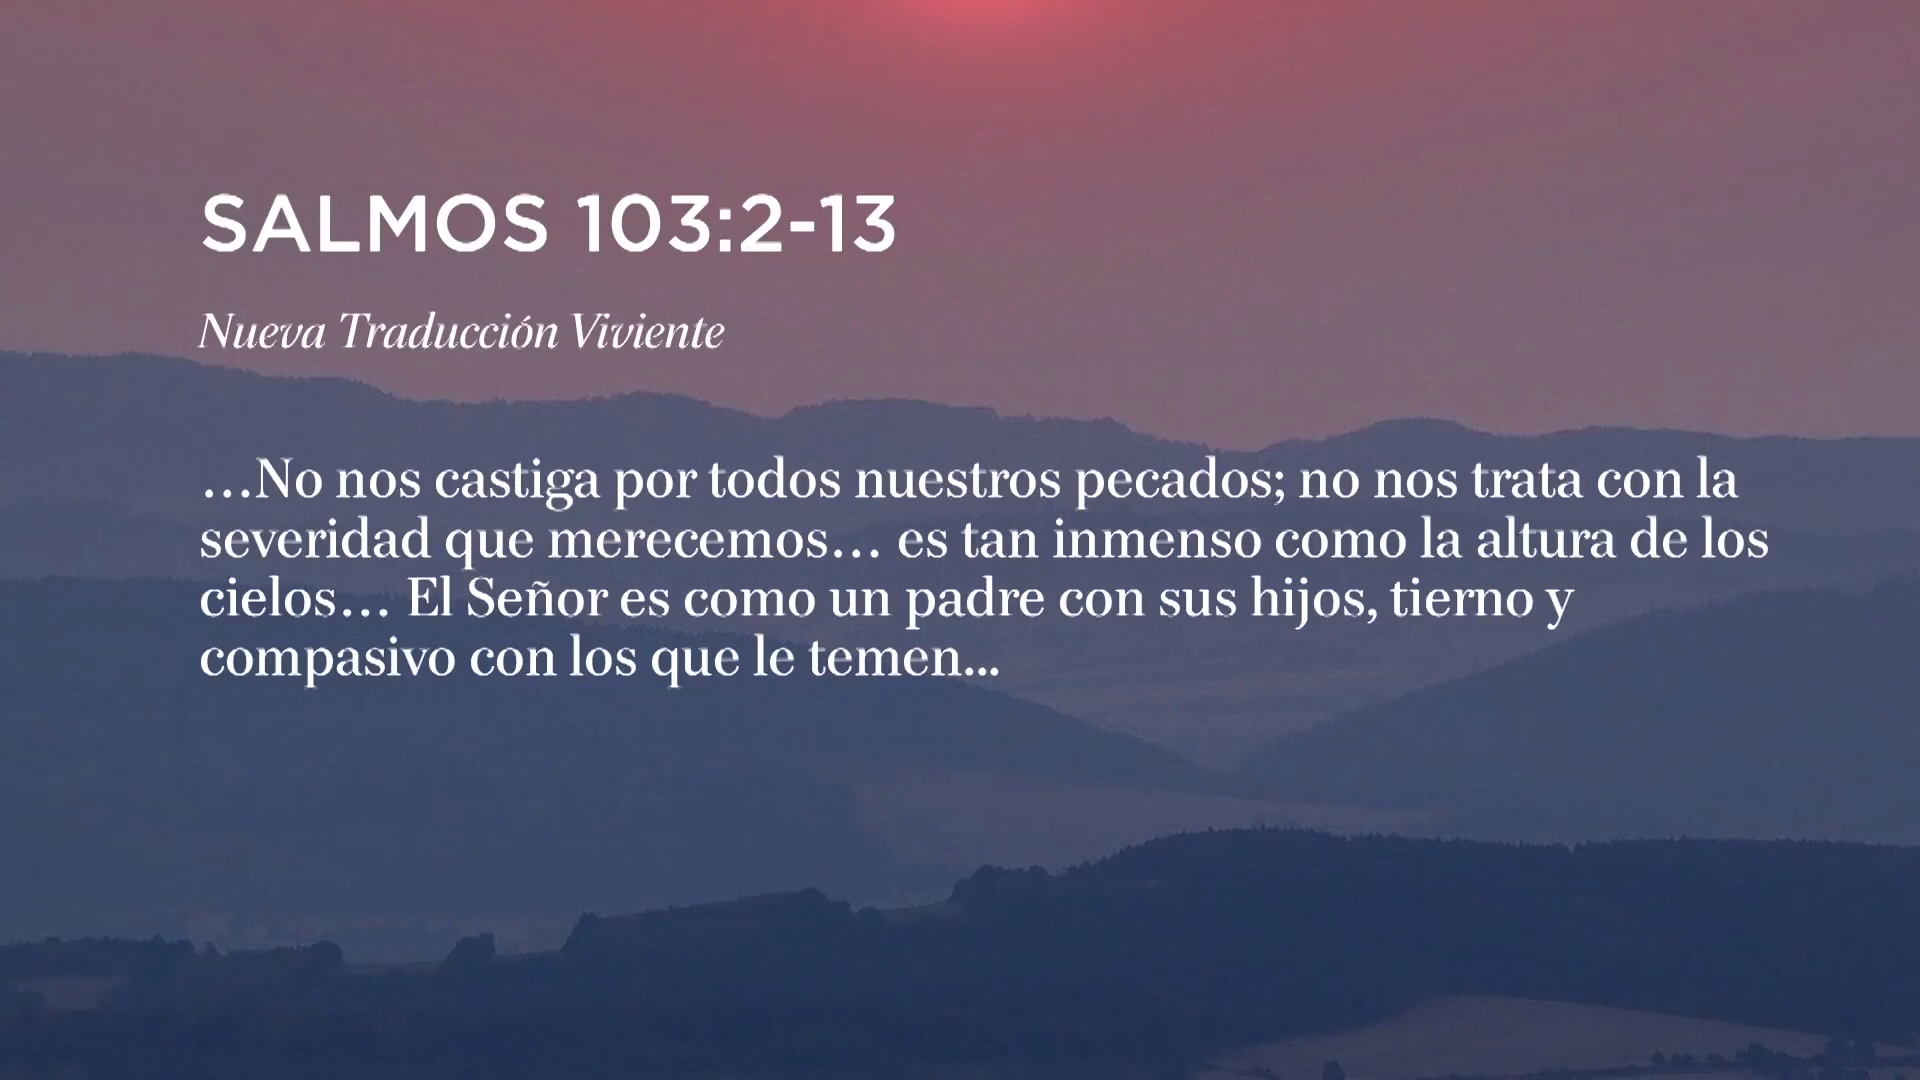 SALMOS 103:2-13
Nueva Traducción Viviente
…No nos castiga por todos nuestros pecados; no nos trata con la
severidad que merecemos… es tan inmenso como la altura de los
cielos… El Señor es como un padre con sus hijos, tierno y
compasivo con los que le temen...